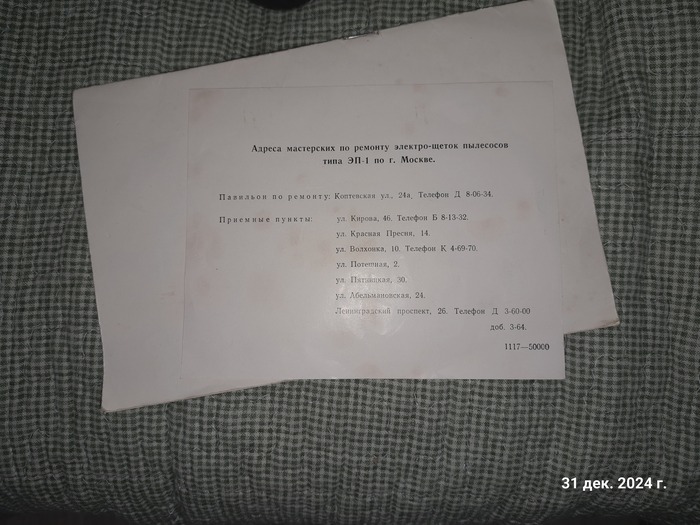 Адреса мастерских по ремонту электро-щеток пылесосов
типа ЭП-1 по г. Москве.
Павильон по ремонту: Коптевская ул., 24а, Телефон Д 8-06-34.
Приемные пункты: ул. Кирова, 46. Телефон Б 8-13-32.
ул. Красная Пресня, 14.
ул. Волхонка, 10. Телефон К 4-69-70.
ул. Потешная, 2.
ул. Пятницкая, 30.
ул. Абельмановская, 24.
Ленинградский проспект, 26. Телефон Д 3-60-00
доб. 3-64.
1117—50000
31 дек. 2024 г.